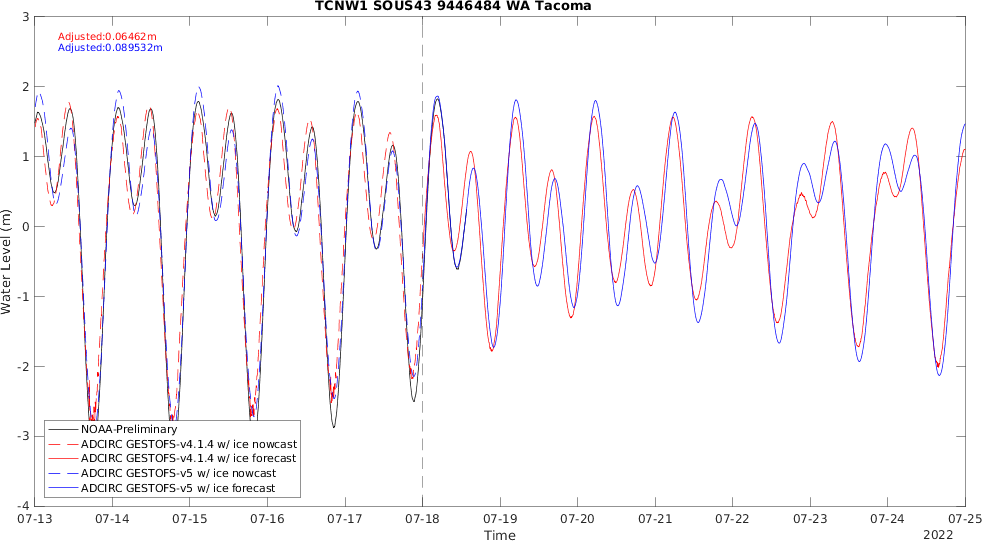 TCNW1 SOUS43 9446484 WA Tacoma
Adjusted:0.06462m
Adjusted:0.089532m
3
2
1
0
-1
-2
-3
-4
Water Level (m)
NOAA-Preliminary
ADCIRC GESTOFS-v4.1.4 w/ ice nowcast
ADCIRC GESTOFS-v4.1.4 w/ ice forecast
ADCIRC GESTOFS-v5 w/ ice nowcast
ADCIRC GESTOFS-v5 w/ ice forecast
07-13 07-14 07-15 07-16 07-17 07-18 07-19 07-20 07-21 07-22 07-23 07-24 07-25
Time
2022